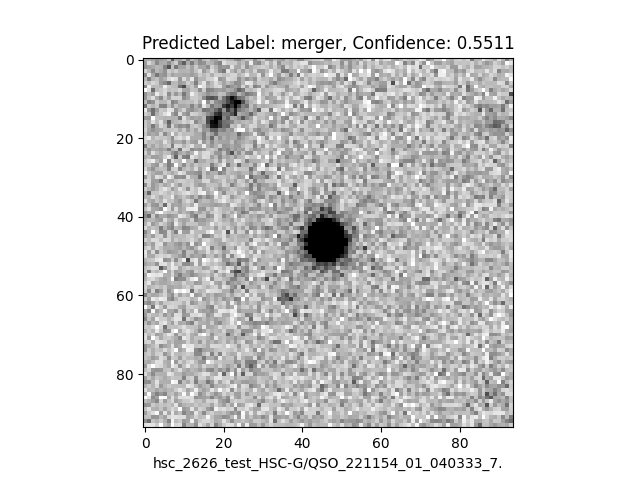 Predicted Label: merger, Confidence: 0.5511
0
20
40
60
80
0 20 40 60 80
hsc_2626_test_HSC-G/QSO_221154_01_040333_7.